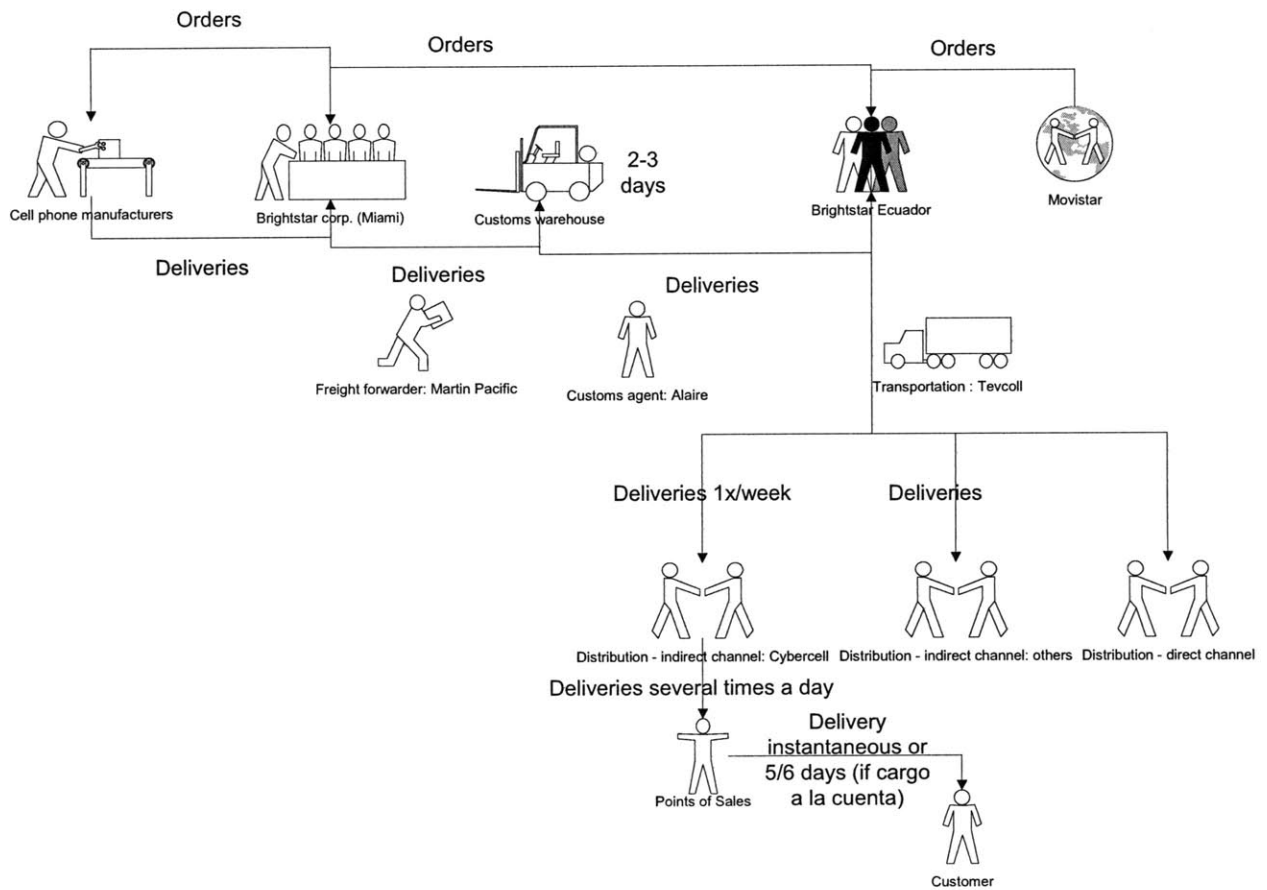 Orders
Orders
Orders
2-3
days
Cell phone manufacturers
Brightstar corp. (Miami)
Customs warehouse
Brightstar Ecuador
Movistar
Deliveries
Deliveries
Deliveries
Freight forwarder: Martin Pacific
Customs agent: Alaire
Transportation : Tevcoll
Deliveries 1x/week
Deliveries
Distribution - indirect channel: Cybercell
Distribution - indirect channel: others
Distribution - direct channel
Deliveries several times a day
Delivery
instantaneous or
5/6 days (if cargo
a la cuenta)
Points of Sales
Customer